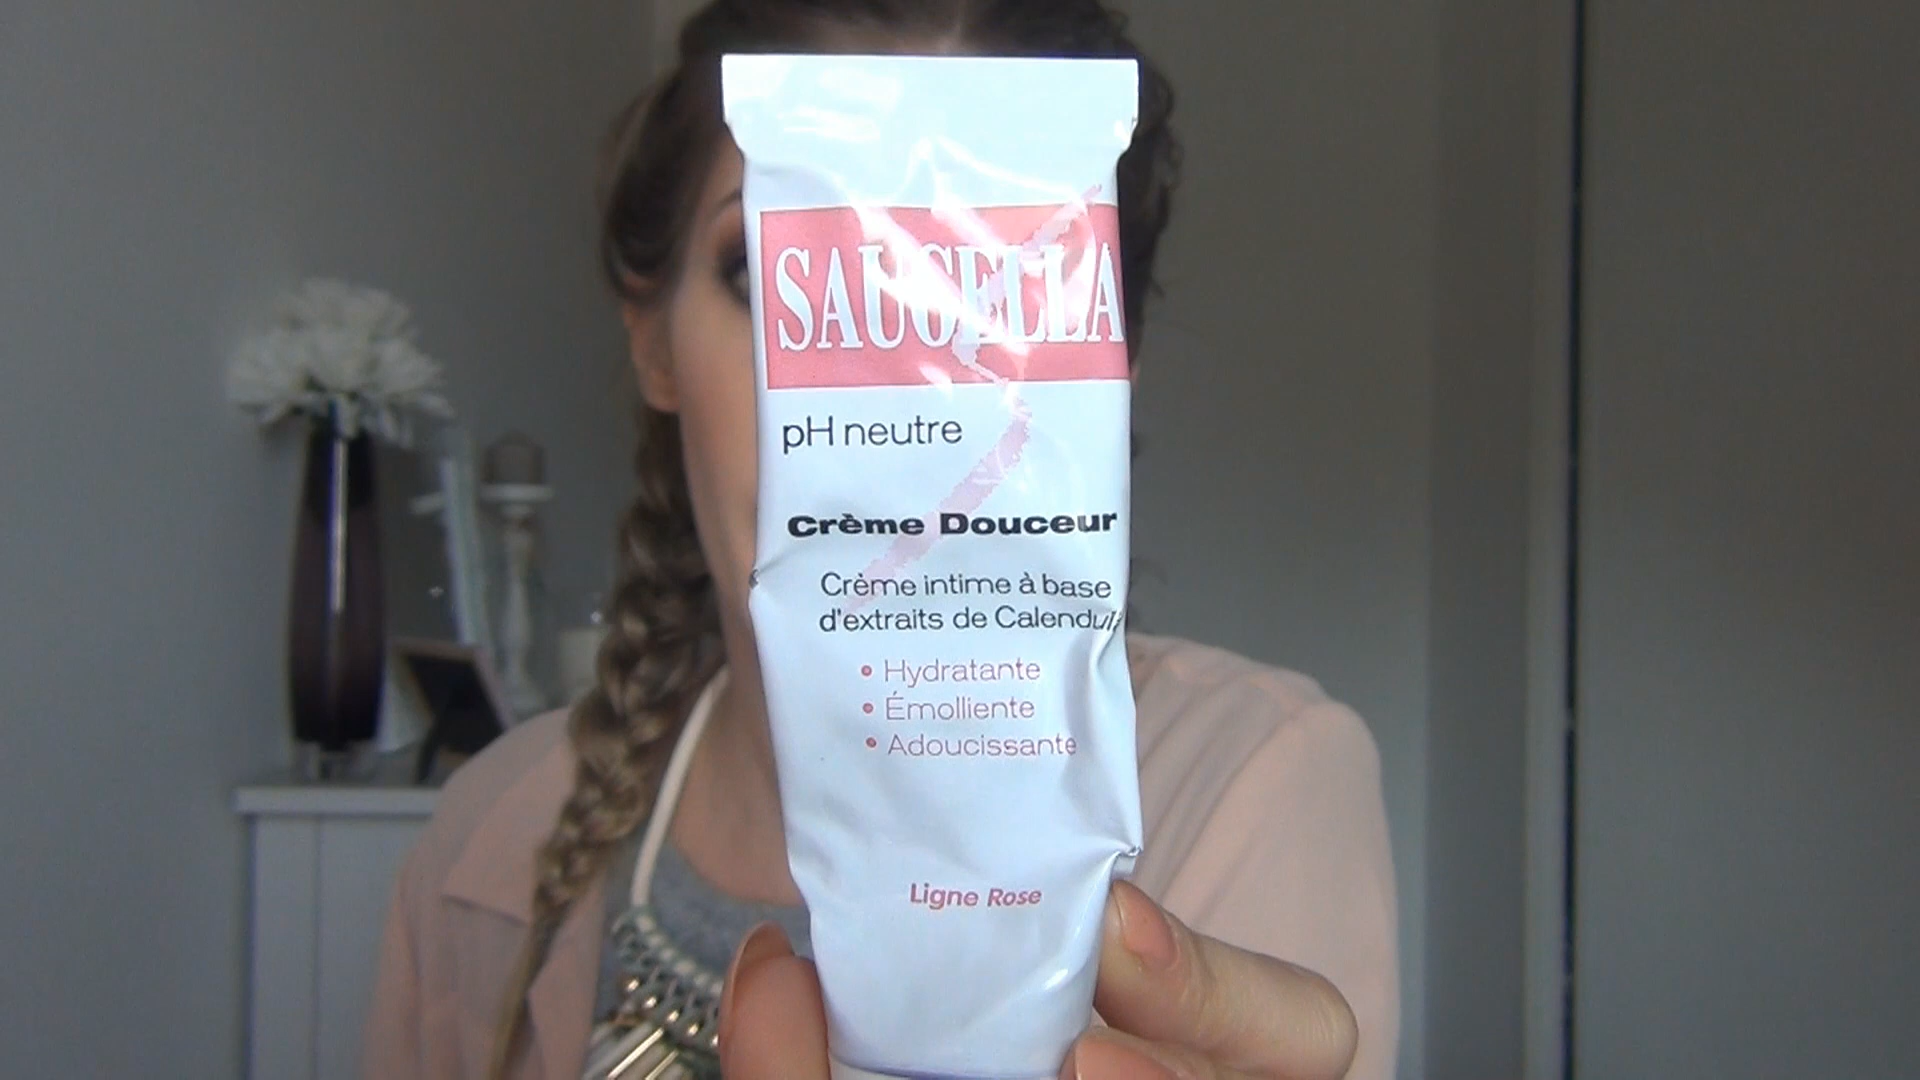 SAUGELLA
pH neutre
Crème Douceur
Crème intime à base
d'extraits de Calendula
• Hydratante
• Émolliente
• Adoucissante
Ligne Rose